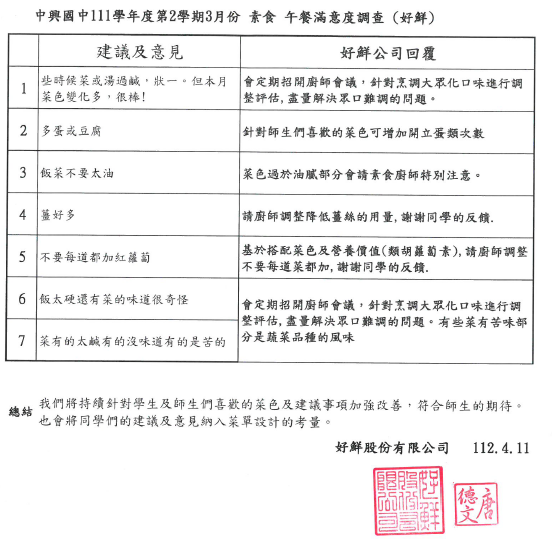 中興國中111學年度第2學期3月份 素食 午餐滿意度調查（好鮮）
建議及意見
好鮮公司回覆
1
些時候菜或湯過鹹，狀一。但本月
菜色變化多，很棒!
會定期招開廚師會議，針對烹調大眾化口味進行調
整評估,盡量解決眾口難調的問題。
2
多蛋或豆腐
針對師生們喜歡的菜色可增加開立蛋類次數
3
飯菜不要太油
菜色過於油膩部分會請素食廚師特別注意。
4
薑好多
請廚師調整降低薑絲的用量,謝謝同學的反饋.
5
不要每道都加紅蘿蔔
基於搭配菜色及營養價值(類胡蘿蔔素),請廚師調整
不要每道菜都加,謝謝同學的反饋.
6
飯太硬還有菜的味道很奇怪
7
菜有的太鹹有的沒味道有的是苦的
會定期招開廚師會議，針對烹調大眾化口味進行調
整評估,盡量解決眾口難調的問題。有些菜有苦味部
分是蔬菜品種的風味
總結
我們將持續針對學生及師生們喜歡的菜色及建議事項加強改善，符合師生的期待。
也會將同學們的建議及意見納入菜單設計的考量。
好鮮股份有限公司 112.4.11
好鮮股份有限公司
唐德文